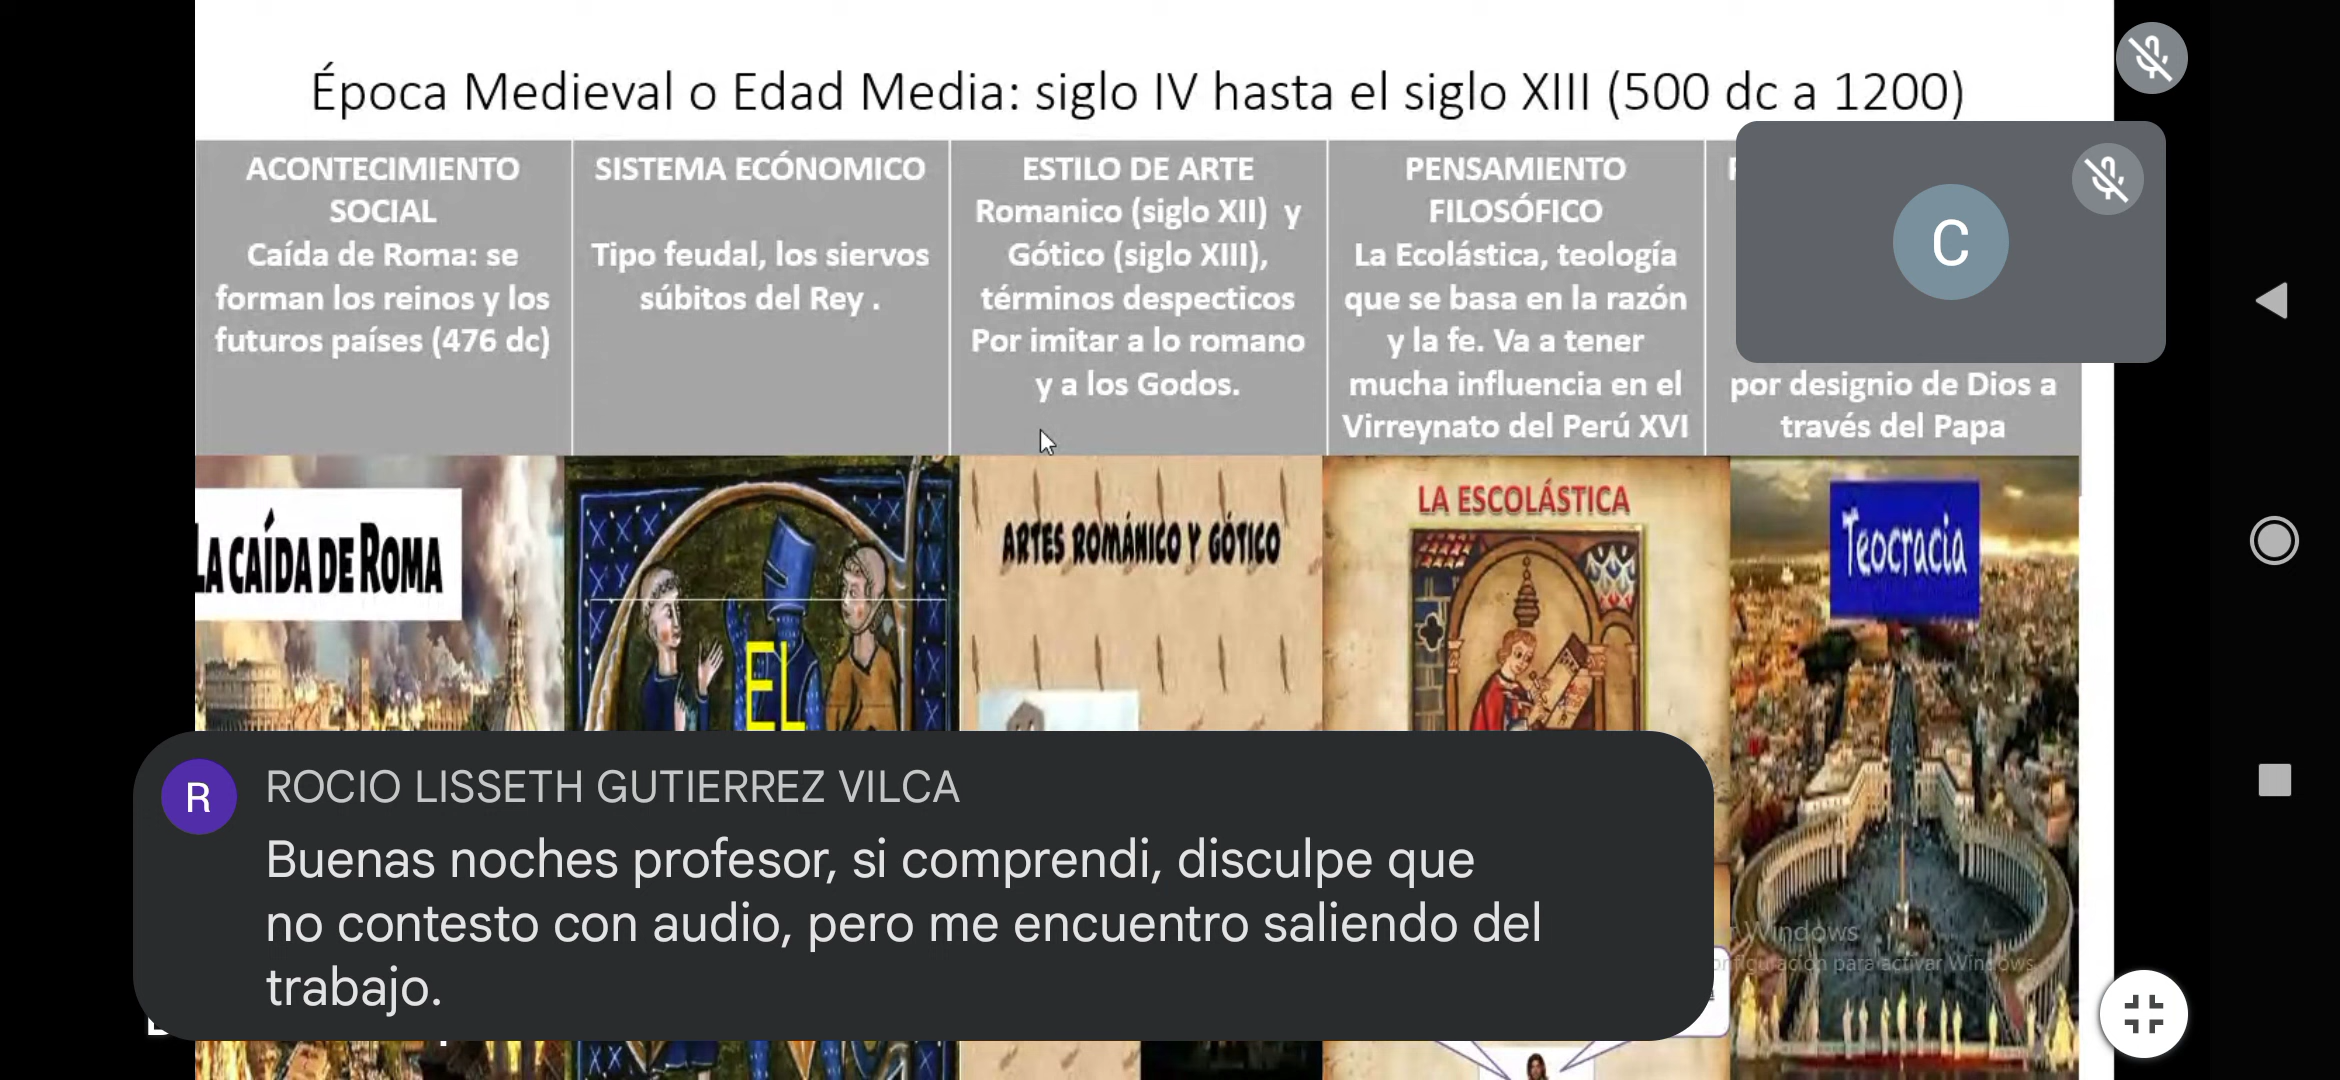 Época Medieval o Edad Media: siglo IV hasta el siglo XIII (500 dc a 1200)
ACONTECIMIENTO
SOCIAL
Caída de Roma: se
forman los reinos y los
futuros países (476 dc)
SISTEMA ECÓNOMICO
Tipo feudal, los siervos
súbitos del Rey .
ESTILO DE ARTE
Romanico (siglo XII) y
Gótico (siglo XIII),
términos despecticos
Por imitar a lo romano
y a los Godos.
PENSAMIENTO
FILOSÓFICO
La Ecolástica, teología
que se basa en la razón
y la fe. Va a tener
mucha influencia en el
Virreynato del Perú XVI
por designio de Dios a
través del Papa
C
LA CAÍDA DE ROMA
EL
ARTES ROMÁNICO Y GÓTICO
LA ESCOLÁSTICA
Teocracia
R
ROCIO LISSETH GUTIERREZ VILCA
Buenas noches profesor, si comprendi, disculpe que
no contesto con audio, pero me encuentro saliendo del
trabajo.
Windows
para activar Windows.